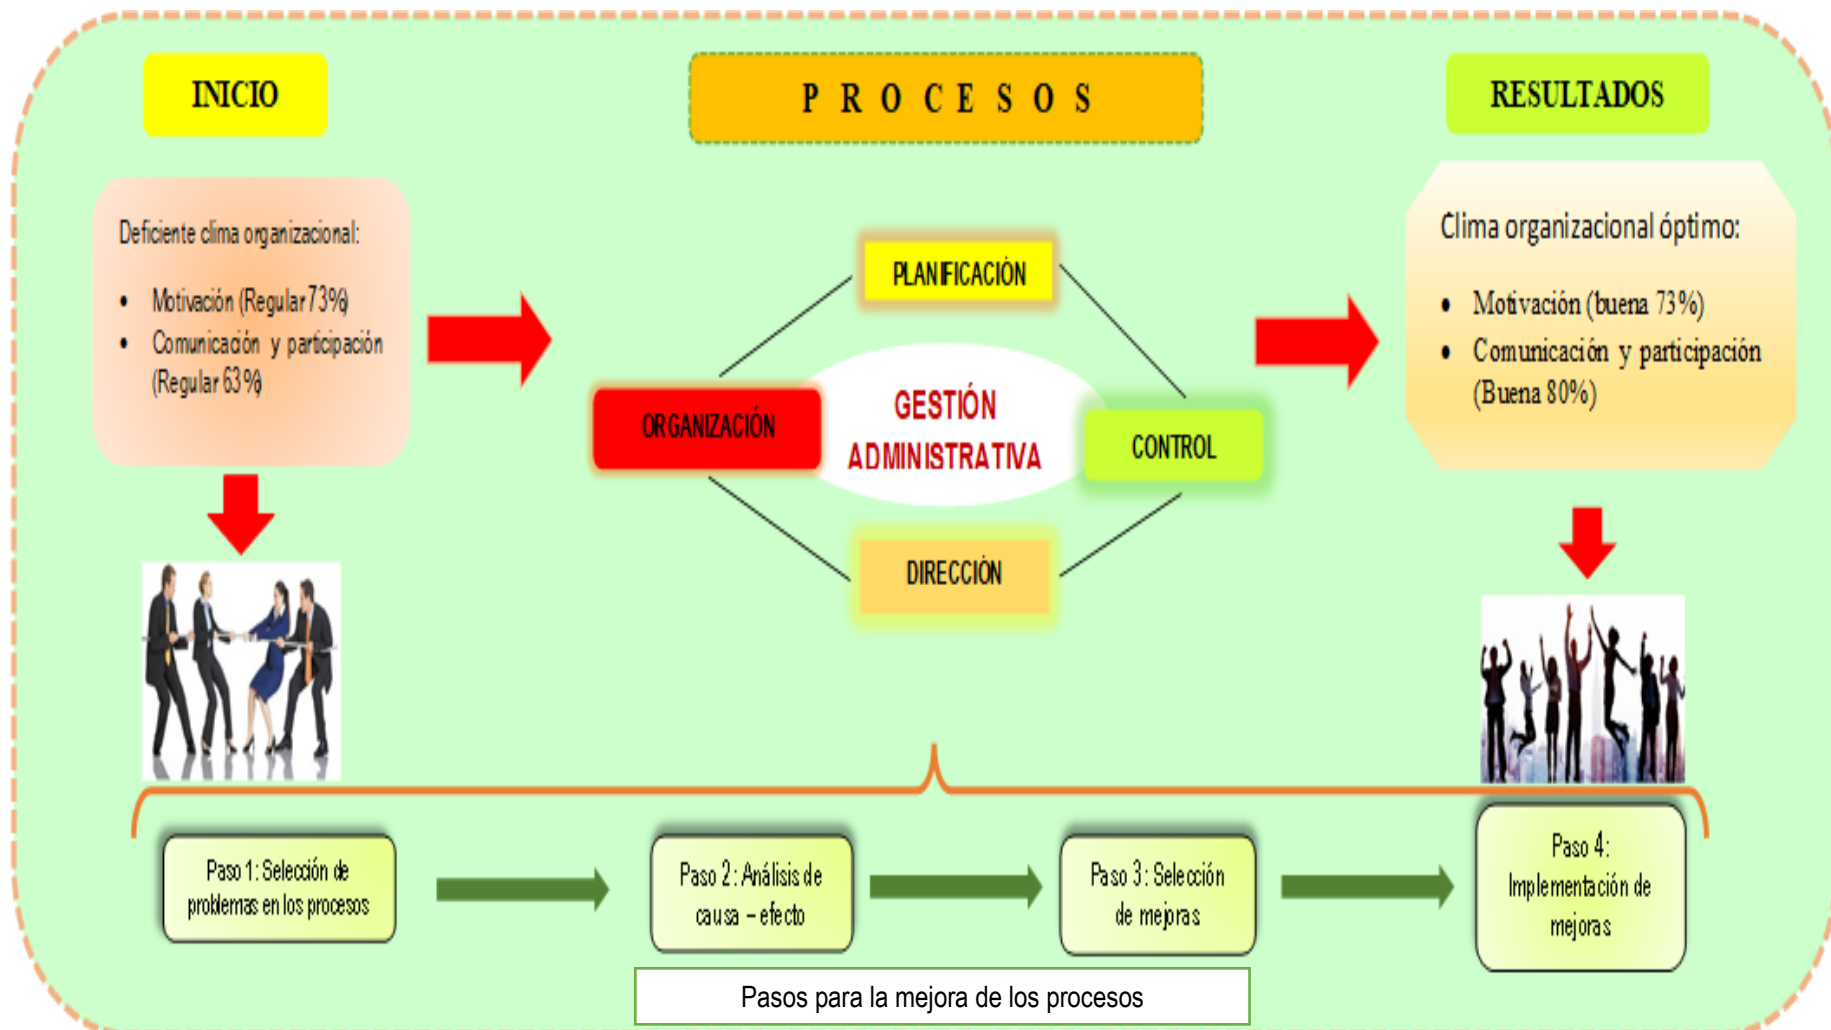 INICIO
P R O C E S O S
RESULTADOS
Deficiente clima organizacional:
• Motivación (Regular 73%)
• Comunicación y participación
(Regular 63%)
PLANIFICACIÓN
ORGANIZACIÓN
GESTIÓN
ADMINISTRATIVA
CONTROL
DIRECCIÓN
Clima organizacional óptimo:
• Motivación (buena 73%)
• Comunicación y participación
(Buena 80%)
Paso 1: Selección de
problemas en los procesos
Paso 2: Análisis de
causa – efecto
Paso 3: Selección
de mejoras
Paso 4:
Implementación de
mejoras
Pasos para la mejora de los procesos